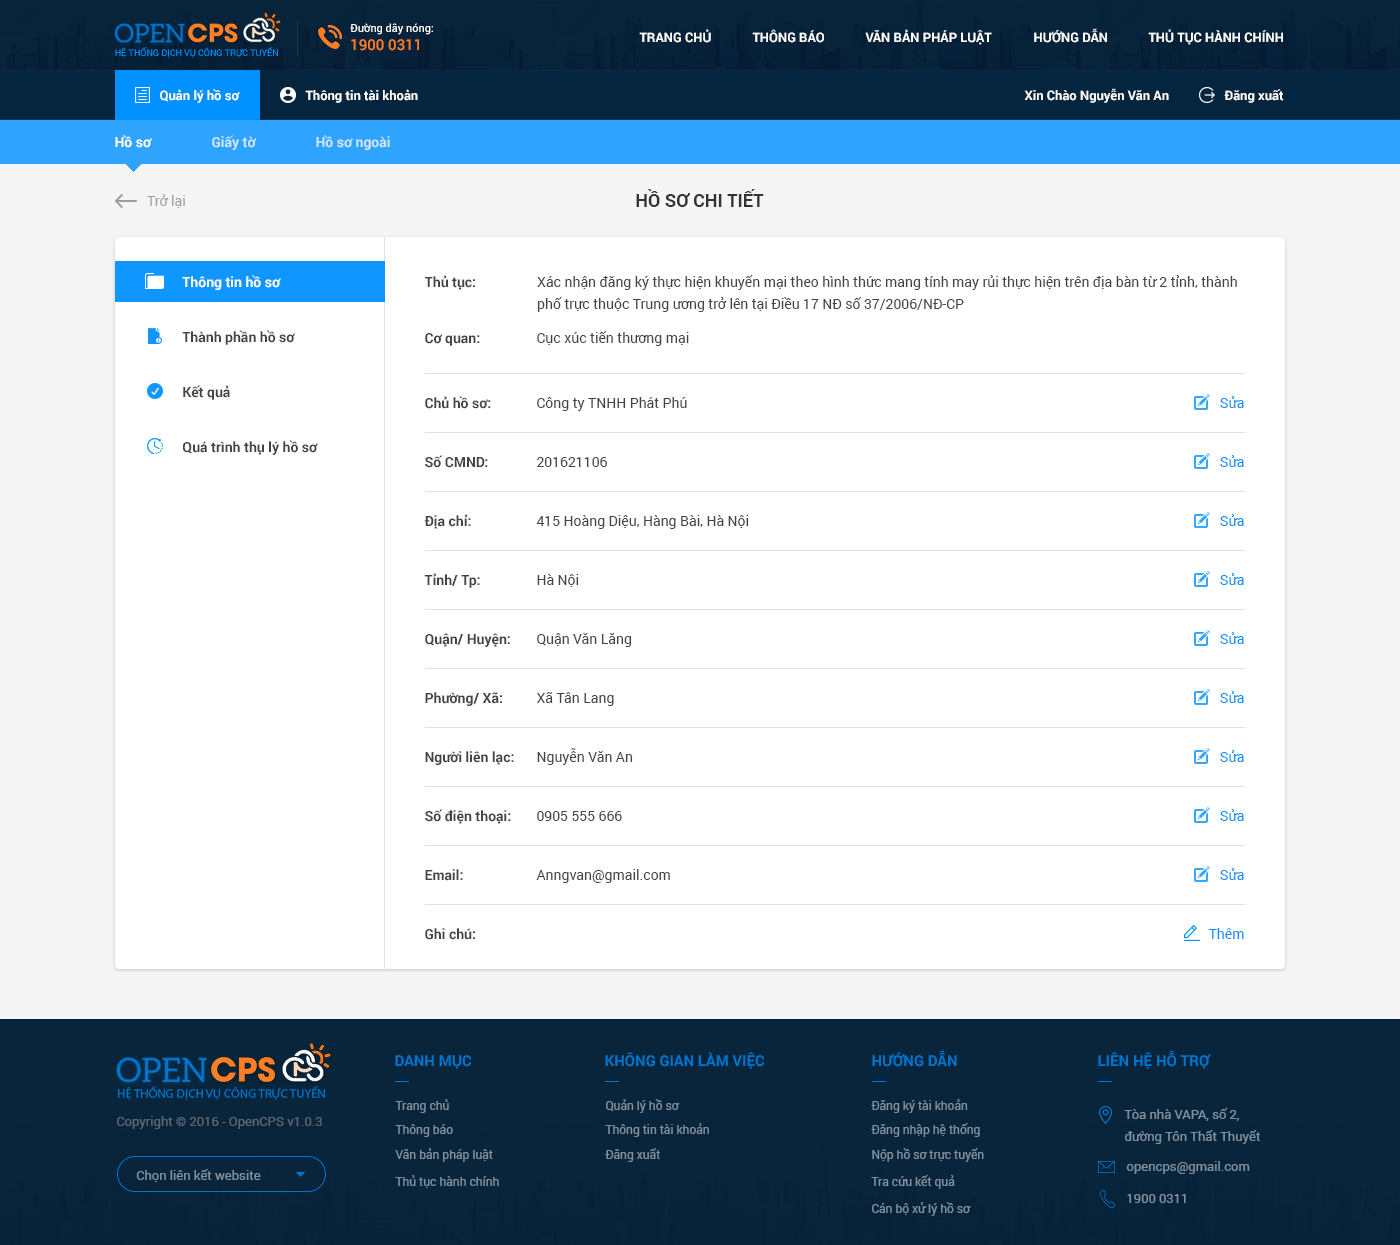 OPENCPS
HỆ THỐNG DỊCH VỤ CÔNG TRỰC TUYẾN
Đường dây nóng:
1900 0311
TRANG CHỦ
THÔNG BÁO
VĂN BẢN PHÁP LUẬT
HƯỚNG DẪN
THỦ TỤC HÀNH CHÍNH
Quản lý hồ sơ
Thông tin tài khoản
Xin Chào Nguyễn Văn An
Đăng xuất
Hồ sơ
Giấy tờ
Hồ sơ ngoài
Trở lại
HỒ SƠ CHI TIẾT
Thông tin hồ sơ
Thành phần hồ sơ
Kết quả
Quá trình thụ lý hồ sơ
Thủ tục: Xác nhận đăng ký thực hiện khuyến mại theo hình thức mang tính may rủi thực hiện trên địa bàn từ 2 tỉnh, thành
phố trực thuộc Trung ương trở lên tại Điều 17 NĐ số 37/2006/NĐ-CP
Cơ quan: Cục xúc tiến thương mại
Chủ hồ sơ: Công ty TNHH Phát Phú Sửa
Số CMND: 201621106 Sửa
Địa chỉ: 415 Hoàng Diệu, Hàng Bài, Hà Nội Sửa
Tỉnh/ Tp: Hà Nội Sửa
Quận/ Huyện: Quận Văn Lãng Sửa
Phường/ Xã: Xã Tân Lang Sửa
Người liên lạc: Nguyễn Văn An Sửa
Số điện thoại: 0905 555 666 Sửa
Email: Anngvan@gmail.com Sửa
Ghi chú: Thêm
OPENCPS
HỆ THỐNG DỊCH VỤ CÔNG TRỰC TUYẾN
Copyright © 2016 - OpenCPS v1.0.3
Chọn liên kết website
DANH MỤC
Trang chủ
Thông báo
Văn bản pháp luật
Thủ tục hành chính
KHÔNG GIAN LÀM VIỆC
Quản lý hồ sơ
Thông tin tài khoản
Đăng xuất
HƯỚNG DẪN
Đăng ký tài khoản
Đăng nhập hệ thống
Nộp hồ sơ trực tuyến
Tra cứu kết quả
Cán bộ xử lý hồ sơ
LIÊN HỆ HỖ TRỢ
Tòa nhà VAPA, số 2,
đường Tôn Thất Thuyết
opencps@gmail.com
1900 0311